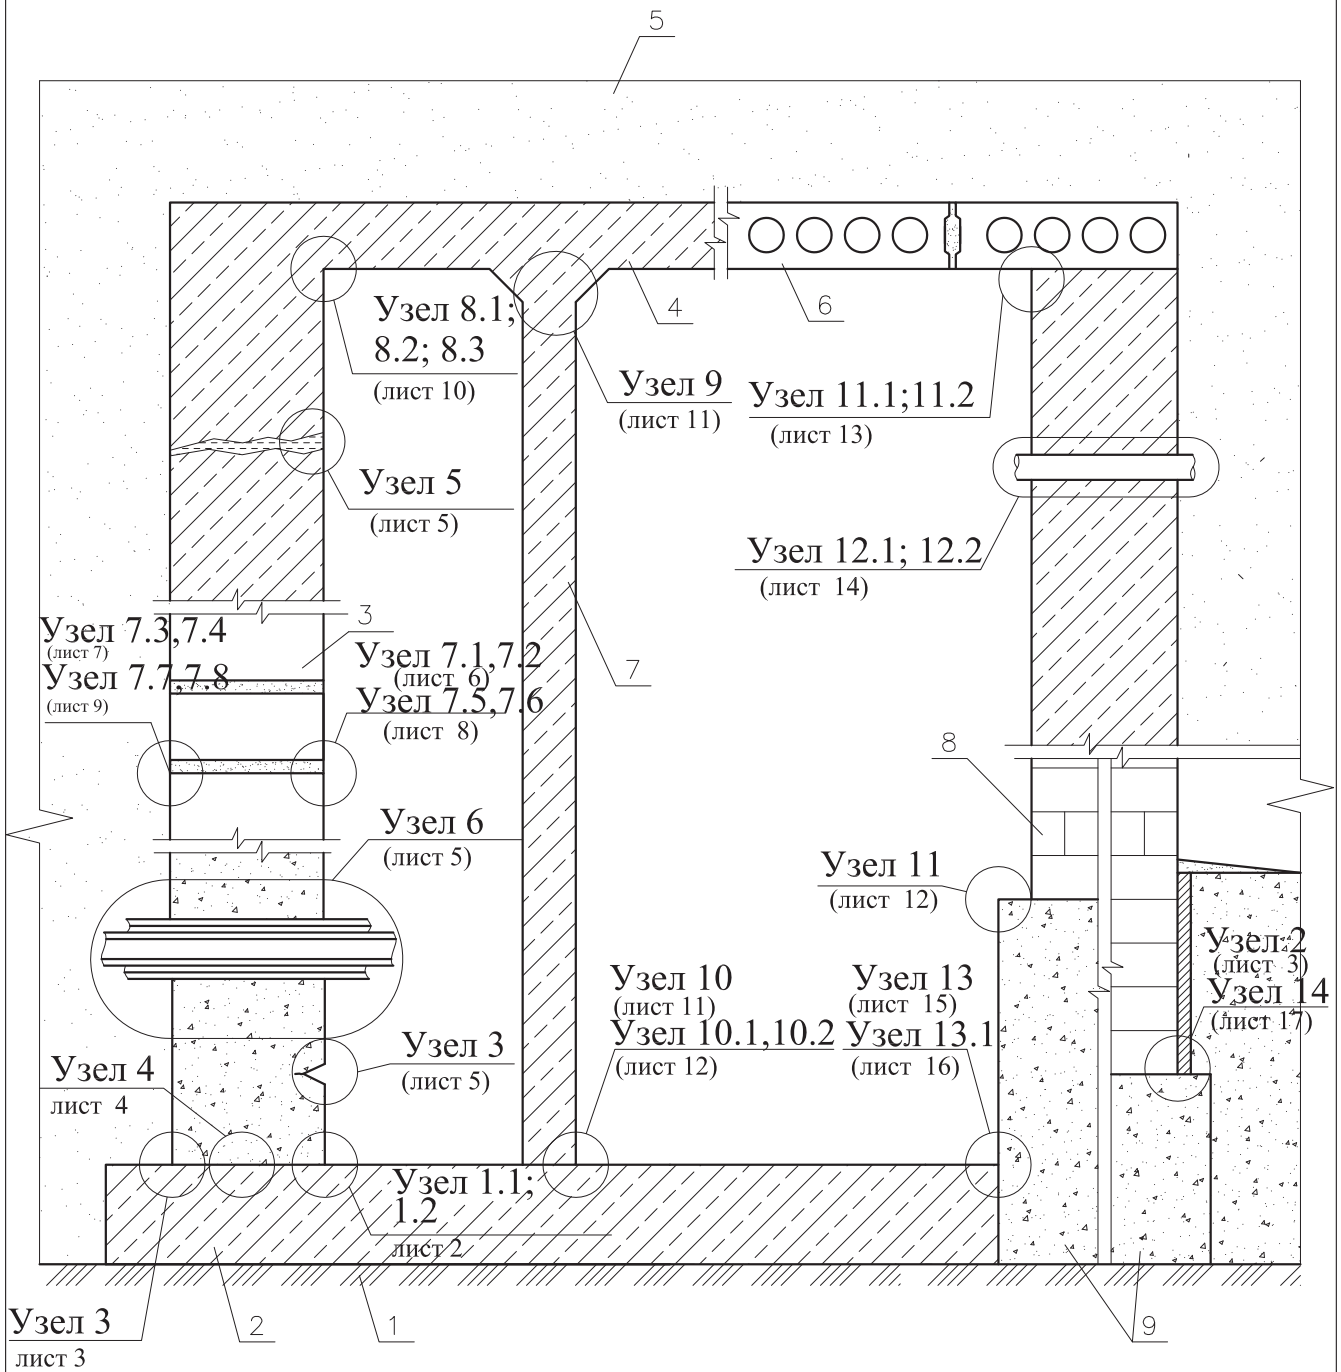 5
Узел 8.1;
8.2; 8.3
(лист 10)
4
6
Узел 9
(лист 11)
Узел 11.1;11.2
(лист 13)
Узел 5
(лист 5)
Узел 12.1; 12.2
(лист 14)
3
Узел 7.3,7.4
(лист 7)
Узел 7.7,7.8
(лист 9)
Узел 7.1,7.2
(лист 6)
Узел 7.5,7.6
(лист 8)
7
8
Узел 6
(лист 5)
Узел 11
(лист 12)
Узел 2
(лист 3)
Узел 14
(лист 17)
Узел 10
(лист 11)
Узел 10.1,10.2
(лист 12)
Узел 13
(лист 15)
Узел 13.1
(лист 16)
Узел 3
(лист 5)
Узел 4
лист 4
Узел 1.1;
1.2
лист 2
Узел 3
лист 3
2
1
9